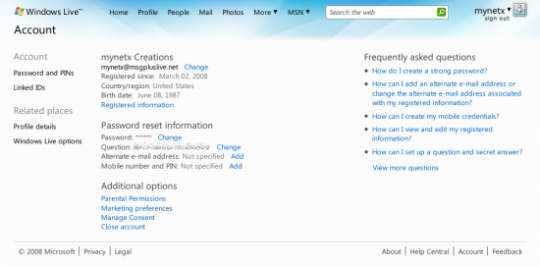 Windows Live™ Home Profile People Mail Photos More ▾ MSN ▾ Search the web mynetx ▾
sign out
Account
Account
Password and PINs
Linked IDs
Related places
Profile details
Windows Live options
mynetx Creations
mynetx@msgpluslive.net Change
Registered since: March 02, 2008
Country/region: United States
Birth date: June 08, 1987
Registered information
Password reset information
Password: ****** Change
Question: Change
Alternate e-mail address: Not specified Add
Mobile number and PIN: Not specified Add
Additional options
Parental Permissions
Marketing preferences
Manage Consent
Close account
Frequently asked questions
How do I create a strong password?
How can I add an alternate e-mail address or
change the alternate e-mail address associated
with my registered information?
How can I create my mobile credentials?
How can I view and edit my registered
information?
How can I set up a question and secret answer?
View more questions
© 2008 Microsoft | Privacy | Legal About | Help Central | Account | Feedback